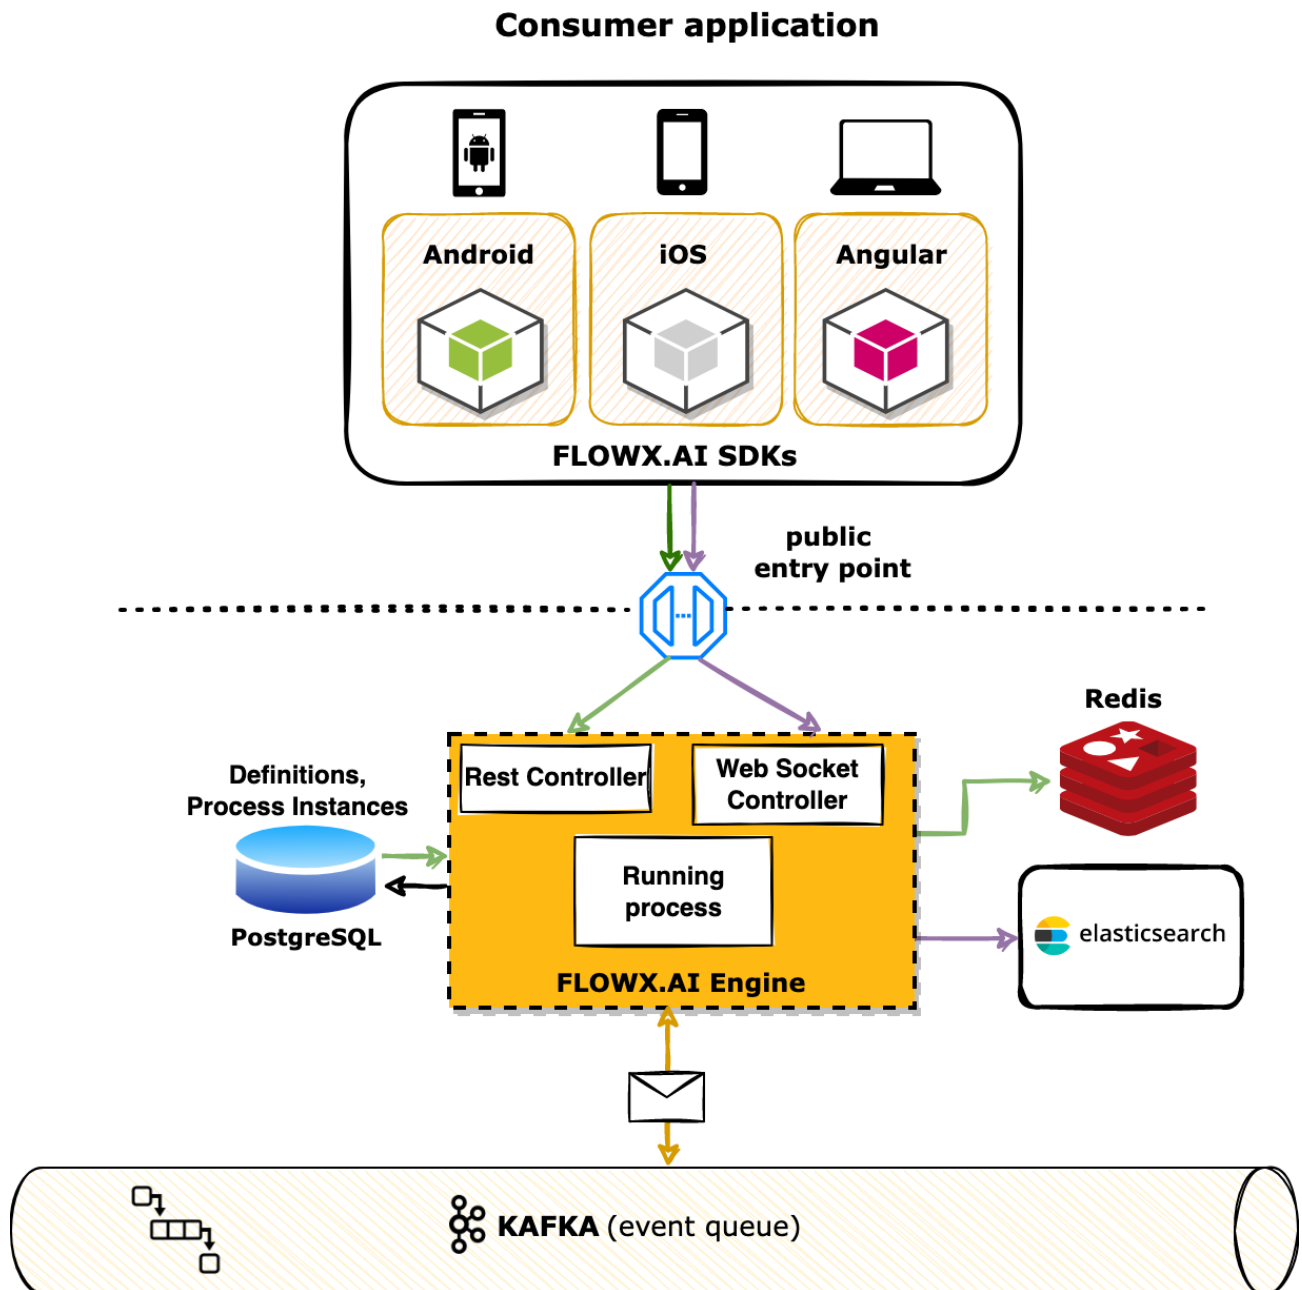 Consumer application
Android
iOS
Angular
FLOWX.AI SDKs
public
entry point
Redis
Definitions,
Process Instances
PostgreSQL
Rest Controller
Web Socket
Controller
Running
process
FLOWX.AI Engine
elasticsearch
KAFKA (event queue)